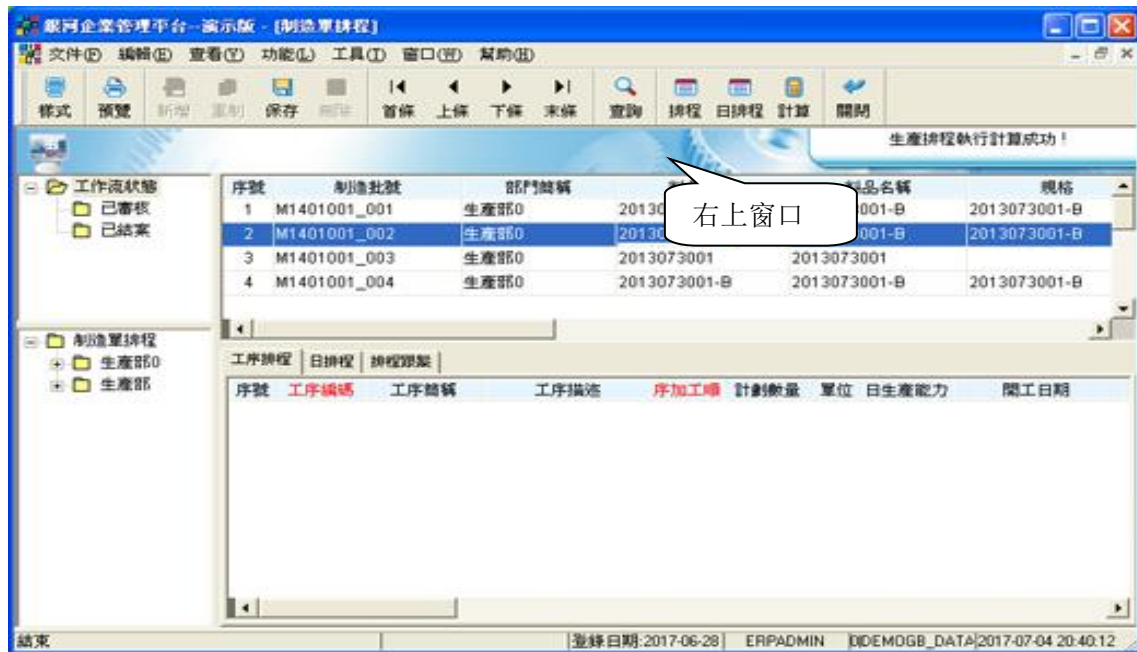 銀河企業管理平台--演示版 - [制造單排程]
文件(F) 編輯(E) 查看(Y) 功能(L) 工具(T) 窗口(W) 幫助(H)
樣式 預覽 新增 重制 保存 刪除 首條 上條 下條 末條 查詢 排程 日排程 計算 關閉
生產排程執行計算成功！
工作流狀態
已審核
已結案
序號 制造批號 部門簡稱 品名稱 規格
1 M1401001_001 生產部0 20130 001-B 2013073001-B
2 M1401001_002 生產部0 20130 001-B 2013073001-B
3 M1401001_003 生產部0 2013073001 2013073001
4 M1401001_004 生產部0 2013073001-B 2013073001-B 2013073001-B
右上窗口
制造單排程
生產部0
生產部
工序排程 日排程 排程跟蹤
序號 工序編碼 工序簡稱 工序描述 序加工順 計劃數量 單位 日生產能力 開工日期
結束 登錄日期:2017-06-28 ERPADMIN DEMOGB_DATA 2017-07-04 20:40:12